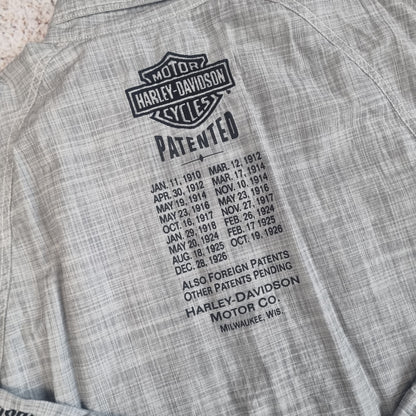 MOTOR
HARLEY-DAVIDSON
CYCLES
PATENTED
JAN. 11, 1910 MAR. 12, 1912
APR. 30, 1912 MAR. 17, 1914
MAY 19, 1914 NOV. 10, 1914
MAY 23, 1916 MAY 23, 1916
OCT. 16, 1917 NOV. 27, 1917
JAN. 29, 1918 FEB. 26, 1924
MAY 20, 1924 FEB. 17, 1925
AUG. 18, 1925 OCT. 19, 1926
DEC. 28, 1926
ALSO FOREIGN PATENTS
OTHER PATENTS PENDING
HARLEY-DAVIDSON
MOTOR CO.
MILWAUKEE, WIS.